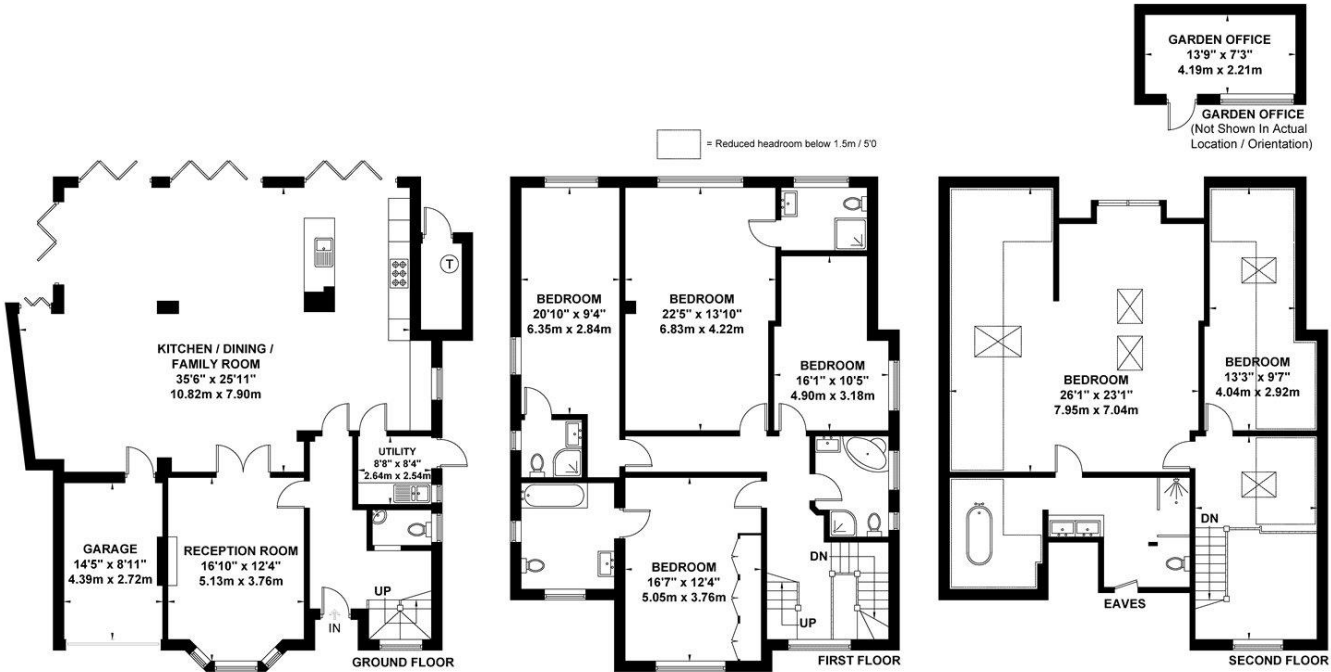 GARDEN OFFICE
13'9" x 7'3"
4.19m x 2.21m
GARDEN OFFICE
(Not Shown In Actual
Location / Orientation)
= Reduced headroom below 1.5m / 5'0
T
KITCHEN / DINING /
FAMILY ROOM
35'6" x 25'11"
10.82m x 7.90m
UTILITY
8'8" x 8'4"
2.64m x 2.54m
GARAGE
14'5" x 8'11"
4.39m x 2.72m
RECEPTION ROOM
16'10" x 12'4"
5.13m x 3.76m
UP
IN
GROUND FLOOR
BEDROOM
20'10" x 9'4"
6.35m x 2.84m
BEDROOM
22'5" x 13'10"
6.83m x 4.22m
BEDROOM
16'1" x 10'5"
4.90m x 3.18m
BEDROOM
16'7" x 12'4"
5.05m x 3.76m
DN
UP
FIRST FLOOR
BEDROOM
26'1" x 23'1"
7.95m x 7.04m
BEDROOM
13'3" x 9'7"
4.04m x 2.92m
DN
EAVES
SECOND FLOOR